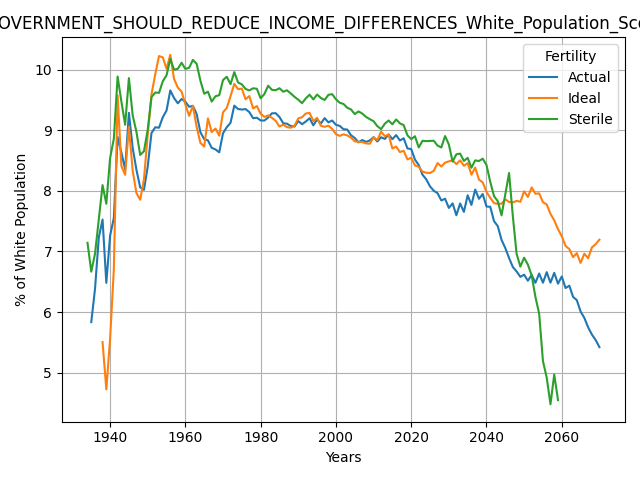 OVERNMENT_SHOULD_REDUCE_INCOME_DIFFERENCES_White_Population_Sc
Fertility
Actual
Ideal
Sterile
% of White Population
10
9
8
7
6
5
1940 1960 1980 2000 2020 2040 2060
Years